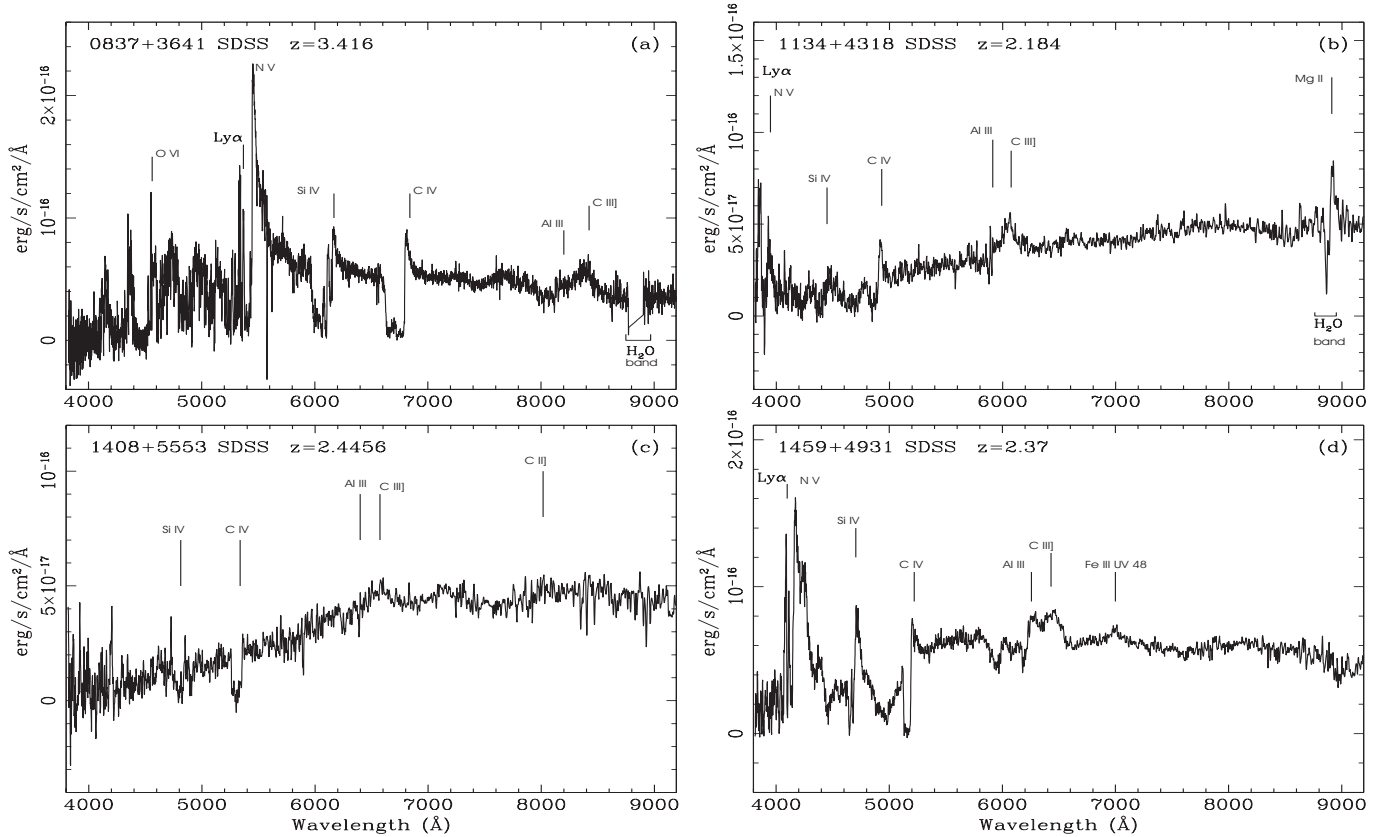 0837+3641 SDSS z=3.416 (a)
N V
Lyα
O VI
Si IV
C IV
C III]
Al III
H₂O
band
2×10⁻¹⁶
10⁻¹⁶
0
erg/s/cm²/Å
4000 5000 6000 7000 8000 9000
1134+4318 SDSS z=2.184 (b)
Lyα
N V
Mg II
Al III
C III]
C IV
Si IV
H₂O
band
1.5×10⁻¹⁶
10⁻¹⁶
5×10⁻¹⁷
0
erg/s/cm²/Å
4000 5000 6000 7000 8000 9000
1408+5553 SDSS z=2.4456 (c)
C II]
Al III
C III]
Si IV
C IV
10⁻¹⁶
5×10⁻¹⁷
0
erg/s/cm²/Å
4000 5000 6000 7000 8000 9000
Wavelength (Å)
1459+4931 SDSS z=2.37 (d)
Lyα
N V
Si IV
C III]
C IV
Al III
Fe III UV 48
2×10⁻¹⁶
10⁻¹⁶
0
erg/s/cm²/Å
4000 5000 6000 7000 8000 9000
Wavelength (Å)